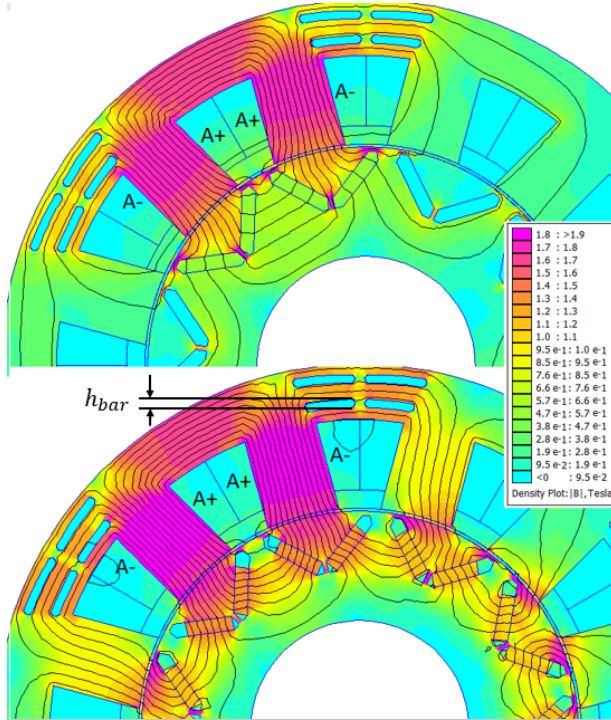 A-
A+ A+
A-
1.8 : >1.9
1.7 : 1.8
1.6 : 1.7
1.5 : 1.6
1.4 : 1.5
1.3 : 1.4
1.2 : 1.3
1.1 : 1.2
1.0 : 1.1
9.5 e-1: 1.0 e-1
8.5 e-1: 9.5 e-1
7.6 e-1: 8.5 e-1
6.6 e-1: 7.6 e-1
5.7 e-1: 6.6 e-1
4.7 e-1: 5.7 e-1
3.8 e-1: 4.7 e-1
2.8 e-1: 3.8 e-1
1.9 e-1: 2.8 e-1
9.5 e-2: 1.9 e-1
<0 : 9.5 e-2
Density Plot: |B|, Tesla
h_bar
A-
A+ A+
A-